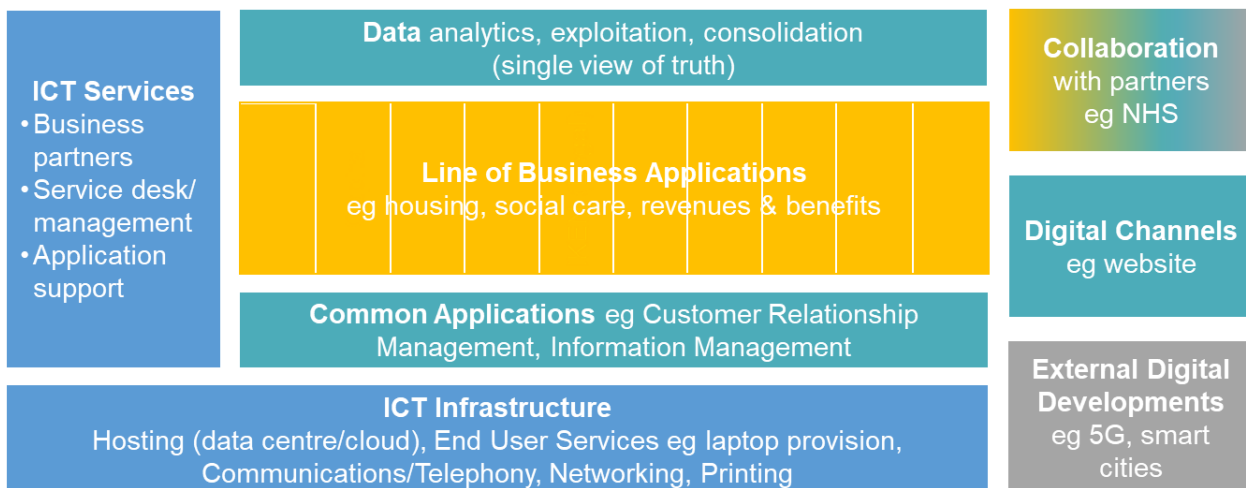 ICT Services
• Business
partners
• Service desk/
management
• Application
support
Data analytics, exploitation, consolidation
(single view of truth)
Line of Business Applications
eg housing, social care, revenues & benefits
Common Applications eg Customer Relationship
Management, Information Management
ICT Infrastructure
Hosting (data centre/cloud), End User Services eg laptop provision,
Communications/Telephony, Networking, Printing
Collaboration
with partners
eg NHS
Digital Channels
eg website
External Digital
Developments
eg 5G, smart
cities